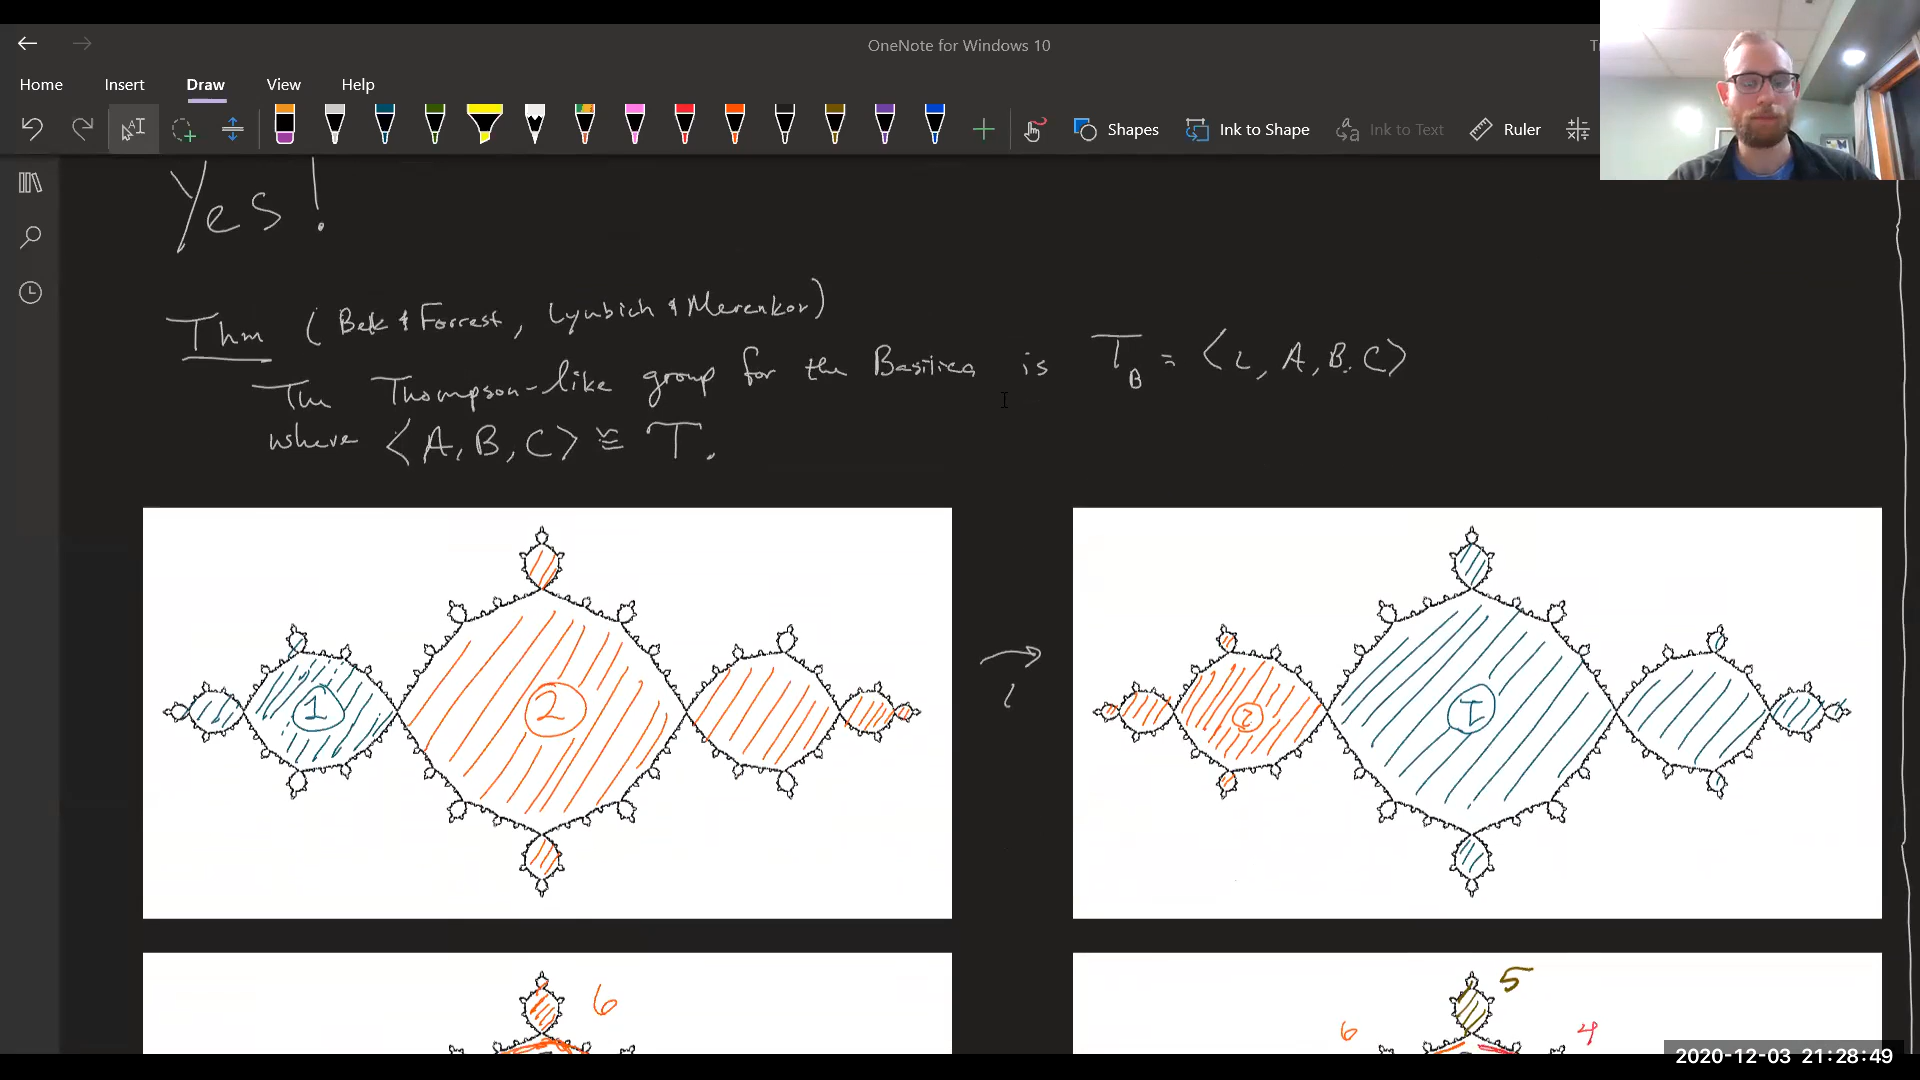 OneNote for Windows 10
Home Insert Draw View Help
Shapes Ink to Shape Ink to Text Ruler
Yes!
Thm (Belk & Forrest, Lyubich & Merenkov)
The Thompson-like group for the Basilica is T_B = <L, A, B, C>
where <A, B, C> ≅ T.
1 2
2 1
6 5
6 4
2020-12-03 21:28:49